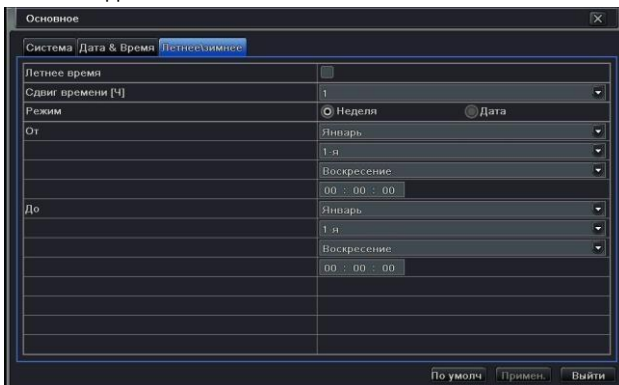 Основное
Система Дата & Время Летнее\зимнее
Летнее время
Сдвиг времени [Ч] 1
Режим Неделя Дата
От Январь
1-я
Воскресение
00 : 00 : 00
До Январь
1-я
Воскресение
00 : 00 : 00
По умолч Примен. Выйти